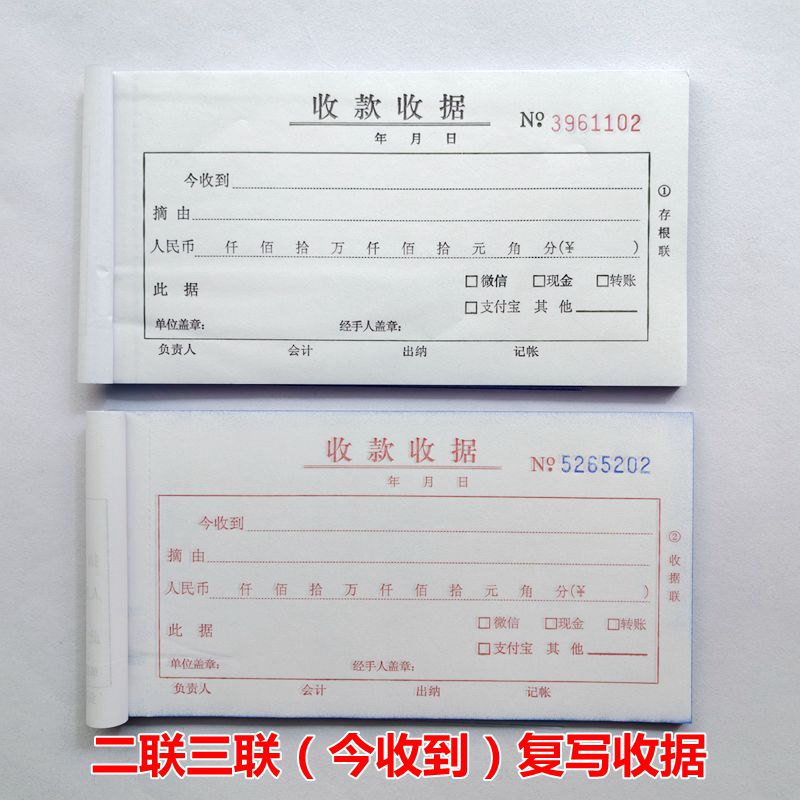 收款收据
№ 3961102
年 月 日
今收到
摘由
人民币 仟 佰 拾 万 仟 佰 拾 元 角 分(¥ )
此据
□微信 □现金 □转账
□支付宝 其他
单位盖章: 经手人盖章:
负责人 会计 出纳 记帐
①存根联
收款收据
№ 5265202
年 月 日
今收到
摘由
人民币 仟 佰 拾 万 仟 佰 拾 元 角 分(¥ )
此据
□微信 □现金 □转账
□支付宝 其他
单位盖章: 经手人盖章:
负责人 会计 出纳 记帐
②收据联
二联三联（今收到）复写收据